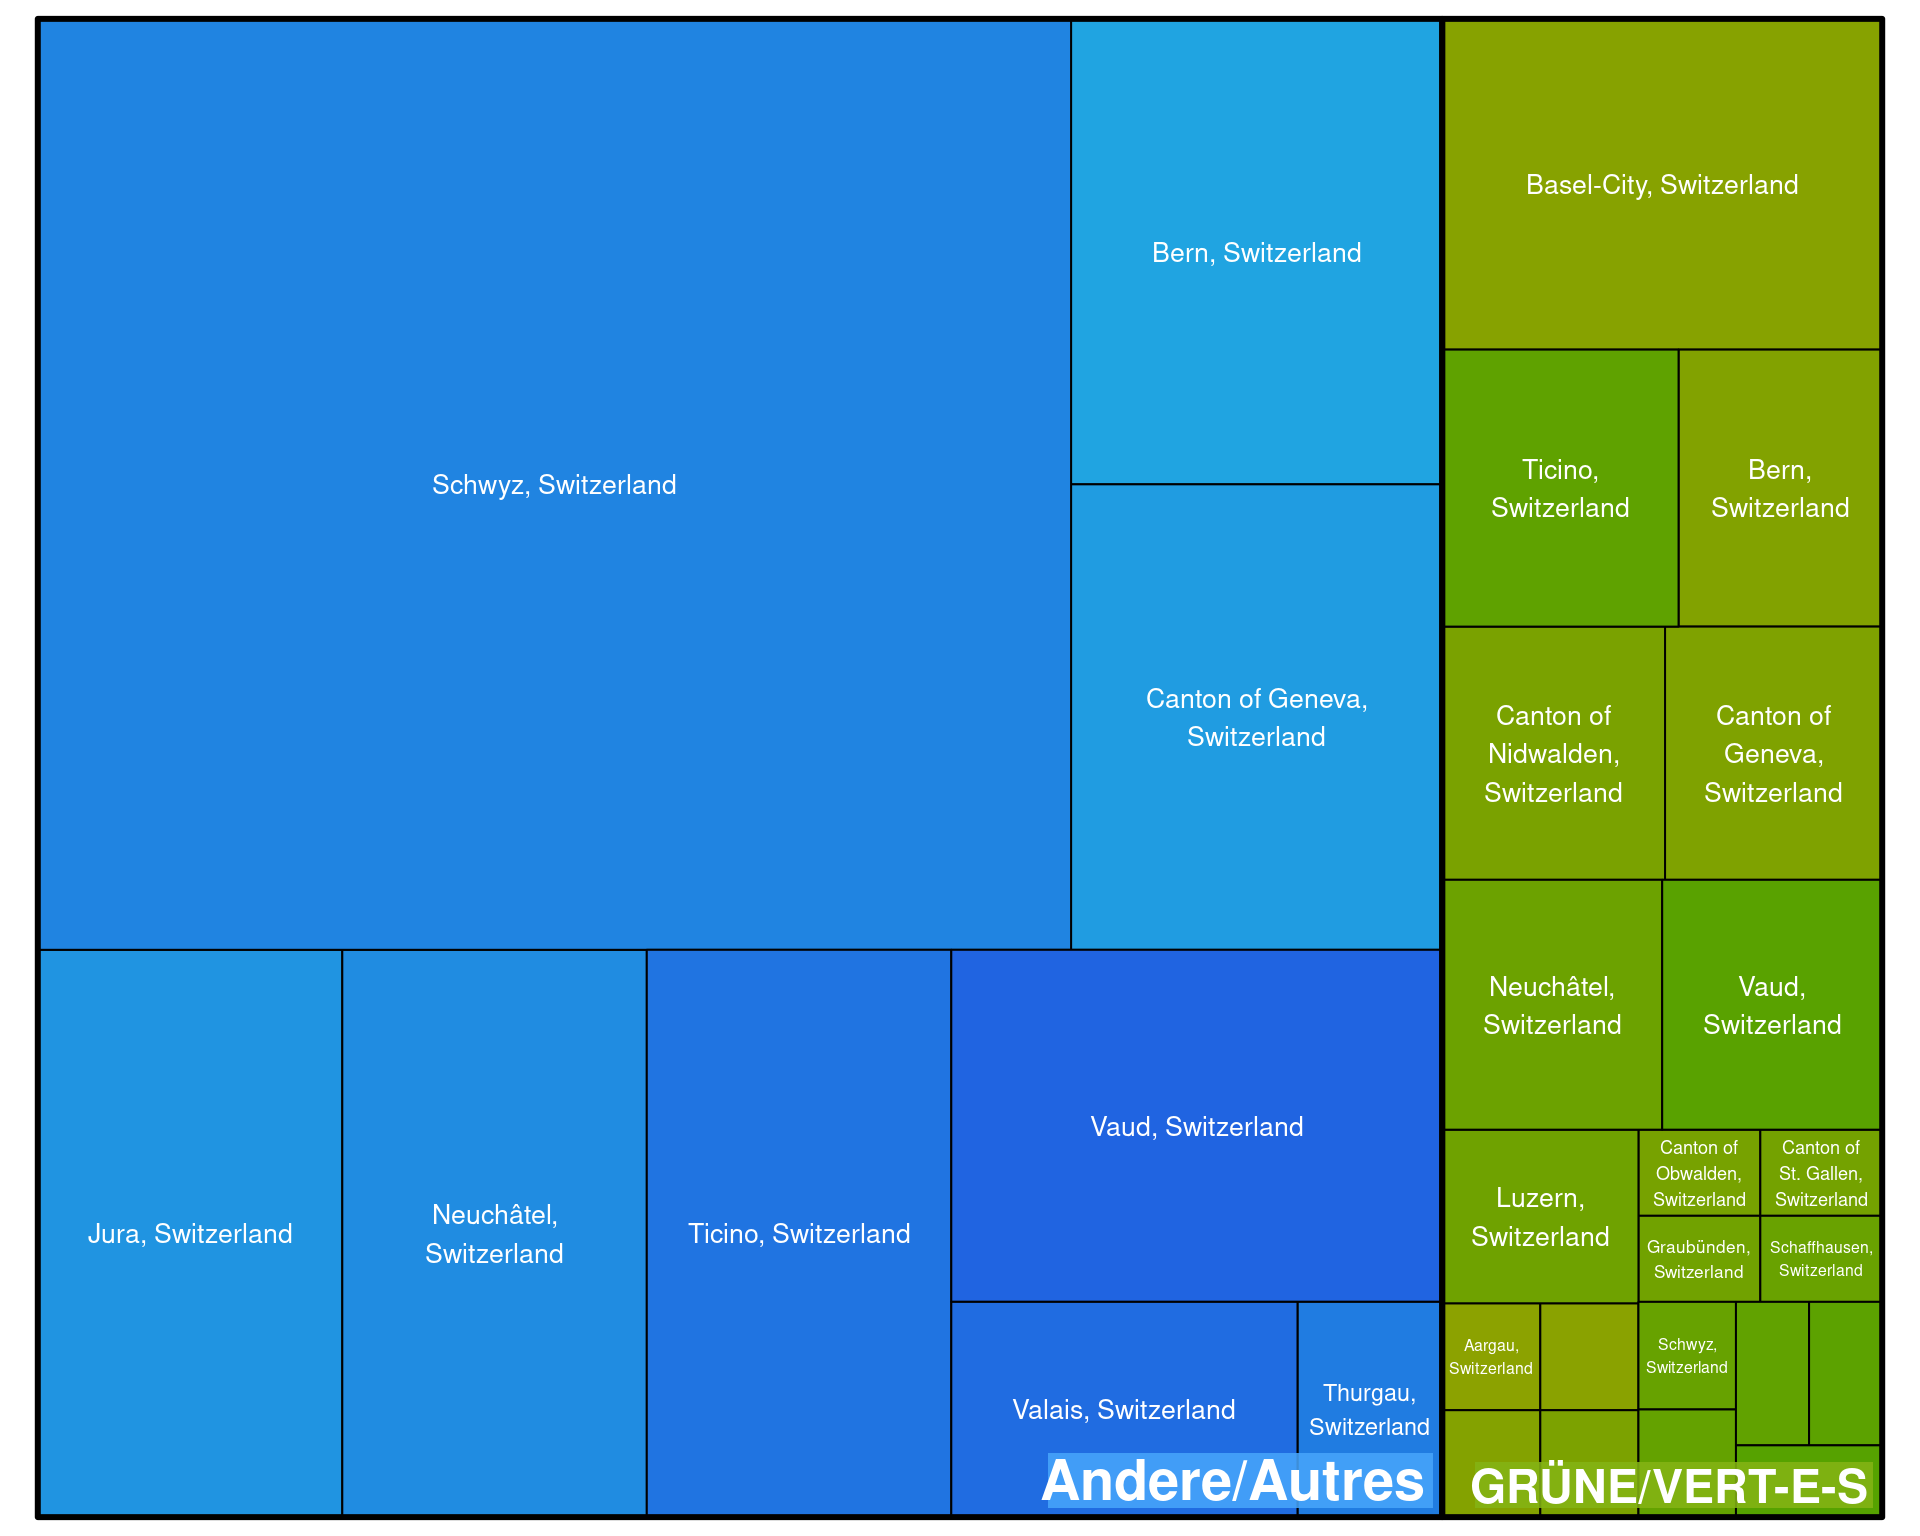 Schwyz, Switzerland
Bern, Switzerland
Canton of Geneva,
Switzerland
Jura, Switzerland
Neuchâtel,
Switzerland
Ticino, Switzerland
Vaud, Switzerland
Valais, Switzerland
Thurgau,
Switzerland
Andere/Autres
Basel-City, Switzerland
Ticino,
Switzerland
Bern,
Switzerland
Canton of
Nidwalden,
Switzerland
Canton of
Geneva,
Switzerland
Neuchâtel,
Switzerland
Vaud,
Switzerland
Luzern,
Switzerland
Canton of
Obwalden,
Switzerland
Canton of
St. Gallen,
Switzerland
Graubünden,
Switzerland
Schaffhausen,
Switzerland
Aargau,
Switzerland
Schwyz,
Switzerland
GRÜNE/VERT-E-S